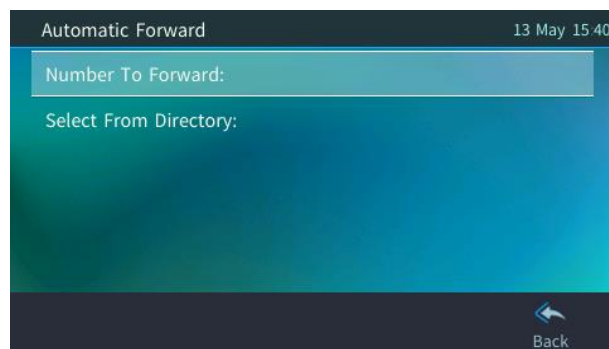 Automatic Forward 13 May 15:40
Number To Forward:
Select From Directory:
Back